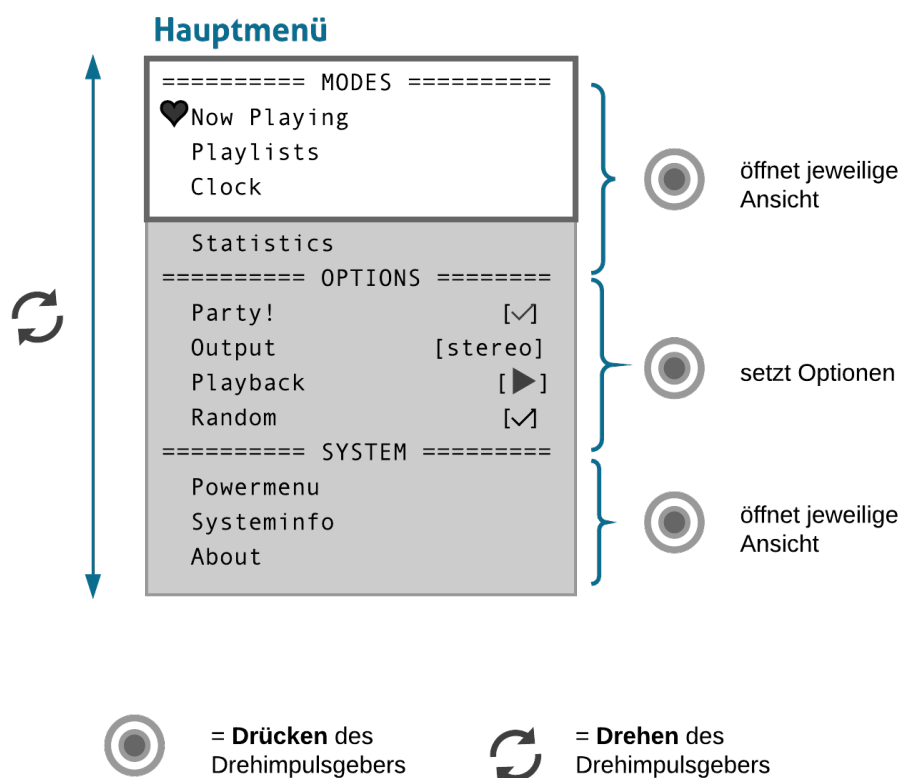 Hauptmenü
========== MODES ==========
Now Playing
Playlists
Clock
öffnet jeweilige
Ansicht
Statistics
========== OPTIONS ========
Party! [✓]
Output [stereo]
Playback [▶]
Random [✓]
setzt Optionen
========== SYSTEM =========
Powermenu
Systeminfo
About
öffnet jeweilige
Ansicht
= Drücken des
Drehimpulsgebers
= Drehen des
Drehimpulsgebers